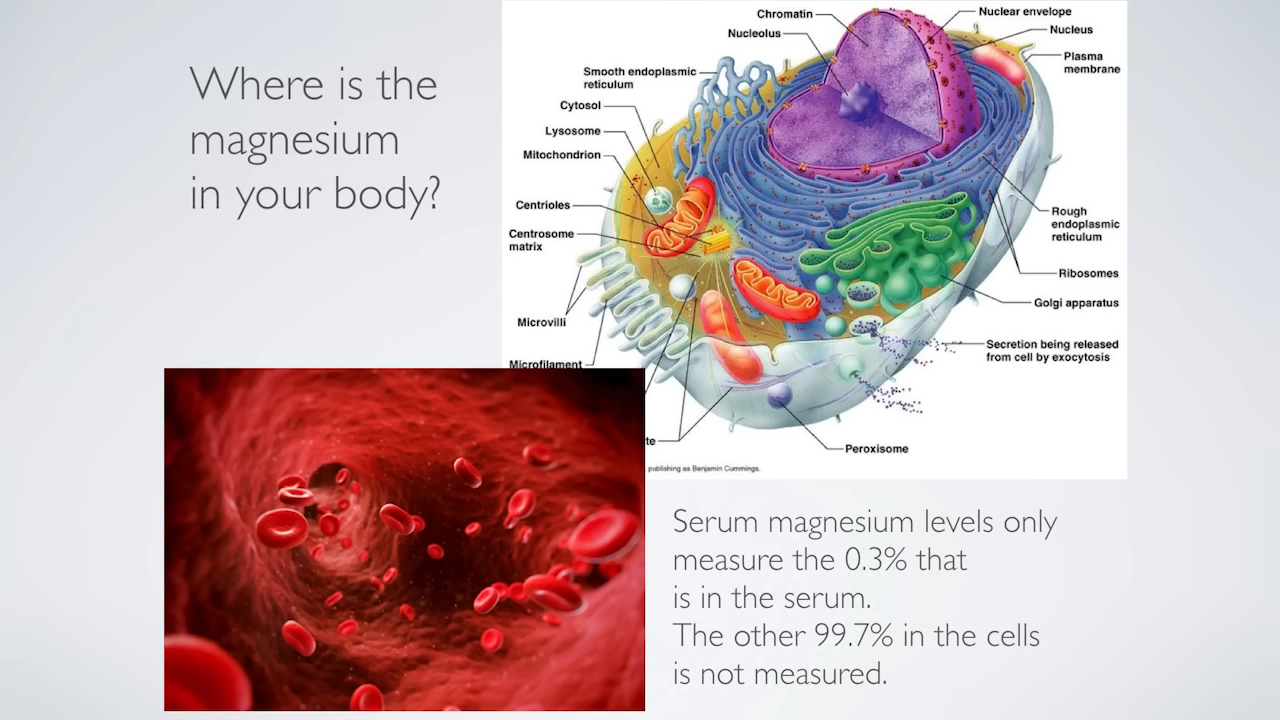 Where is the
magnesium
in your body?
Chromatin
Nucleolus
Smooth endoplasmic
reticulum
Cytosol
Lysosome
Mitochondrion
Centrioles
Centrosome
matrix
Microvilli
Microfilament
te
Nuclear envelope
Nucleus
Plasma
membrane
Rough
endoplasmic
reticulum
Ribosomes
Golgi apparatus
Secretion being released
from cell by exocytosis
Peroxisome
publishing as Benjamin Cummings.
Serum magnesium levels only
measure the 0.3% that
is in the serum.
The other 99.7% in the cells
is not measured.